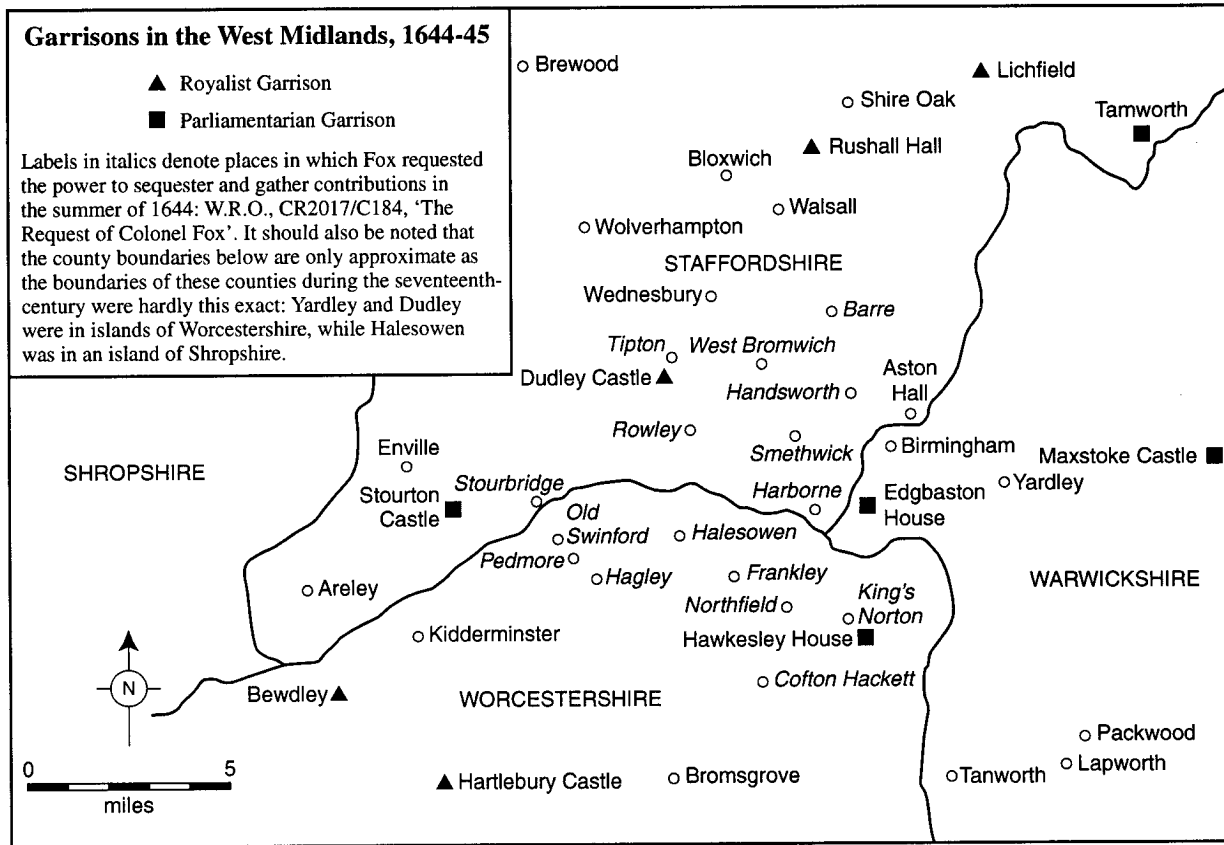 Garrisons in the West Midlands, 1644-45
Royalist Garrison
Parliamentarian Garrison
Labels in italics denote places in which Fox requested
the power to sequester and gather contributions in
the summer of 1644: W.R.O., CR2017/C184, ‘The
Request of Colonel Fox’. It should also be noted that
the county boundaries below are only approximate as
the boundaries of these counties during the seventeenth-
century were hardly this exact: Yardley and Dudley
were in islands of Worcestershire, while Halesowen
was in an island of Shropshire.
Brewood
Lichfield
Shire Oak
Tamworth
Rushall Hall
Bloxwich
Walsall
Wolverhampton
STAFFORDSHIRE
Wednesbury
Barre
Tipton
West Bromwich
Aston
Hall
Dudley Castle
Handsworth
Rowley
Smethwick
Birmingham
Enville
Maxstoke Castle
SHROPSHIRE
Stourton
Castle
Stourbridge
Harborne
Edgbaston
House
Yardley
Old
Swinford
Halesowen
Pedmore
Hagley
Frankley
WARWICKSHIRE
Areley
Northfield
King's
Norton
Kidderminster
Hawkesley House
N
Bewdley
WORCESTERSHIRE
Cofton Hackett
Packwood
Lapworth
0 5
miles
Hartlebury Castle
Bromsgrove
Tanworth